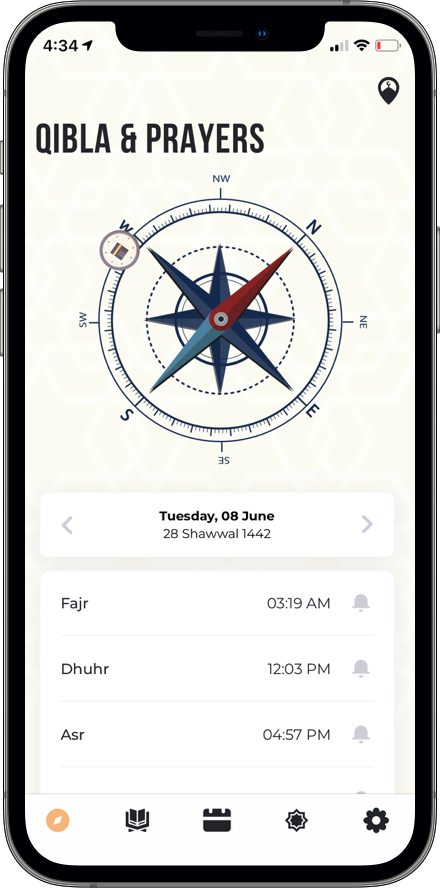 4:34
QIBLA & PRAYERS
NW
W
N
SW
NE
S
E
SE
Tuesday, 08 June
28 Shawwal 1442
Fajr 03:19 AM
Dhuhr 12:03 PM
Asr 04:57 PM